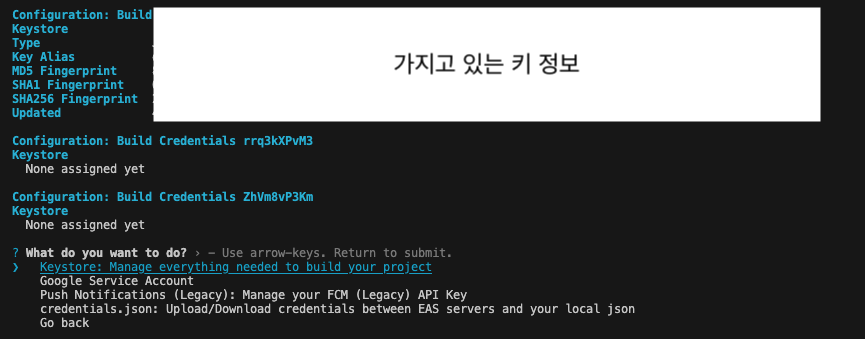 Configuration: Build
Keystore
Type
Key Alias
MD5 Fingerprint
SHA1 Fingerprint
SHA256 Fingerprint
Updated
가지고 있는 키 정보
Configuration: Build Credentials rrq3kXPvM3
Keystore
None assigned yet
Configuration: Build Credentials ZhVm8vP3Km
Keystore
None assigned yet
? What do you want to do? › - Use arrow-keys. Return to submit.
❯ Keystore: Manage everything needed to build your project
Google Service Account
Push Notifications (Legacy): Manage your FCM (Legacy) API Key
credentials.json: Upload/Download credentials between EAS servers and your local json
Go back